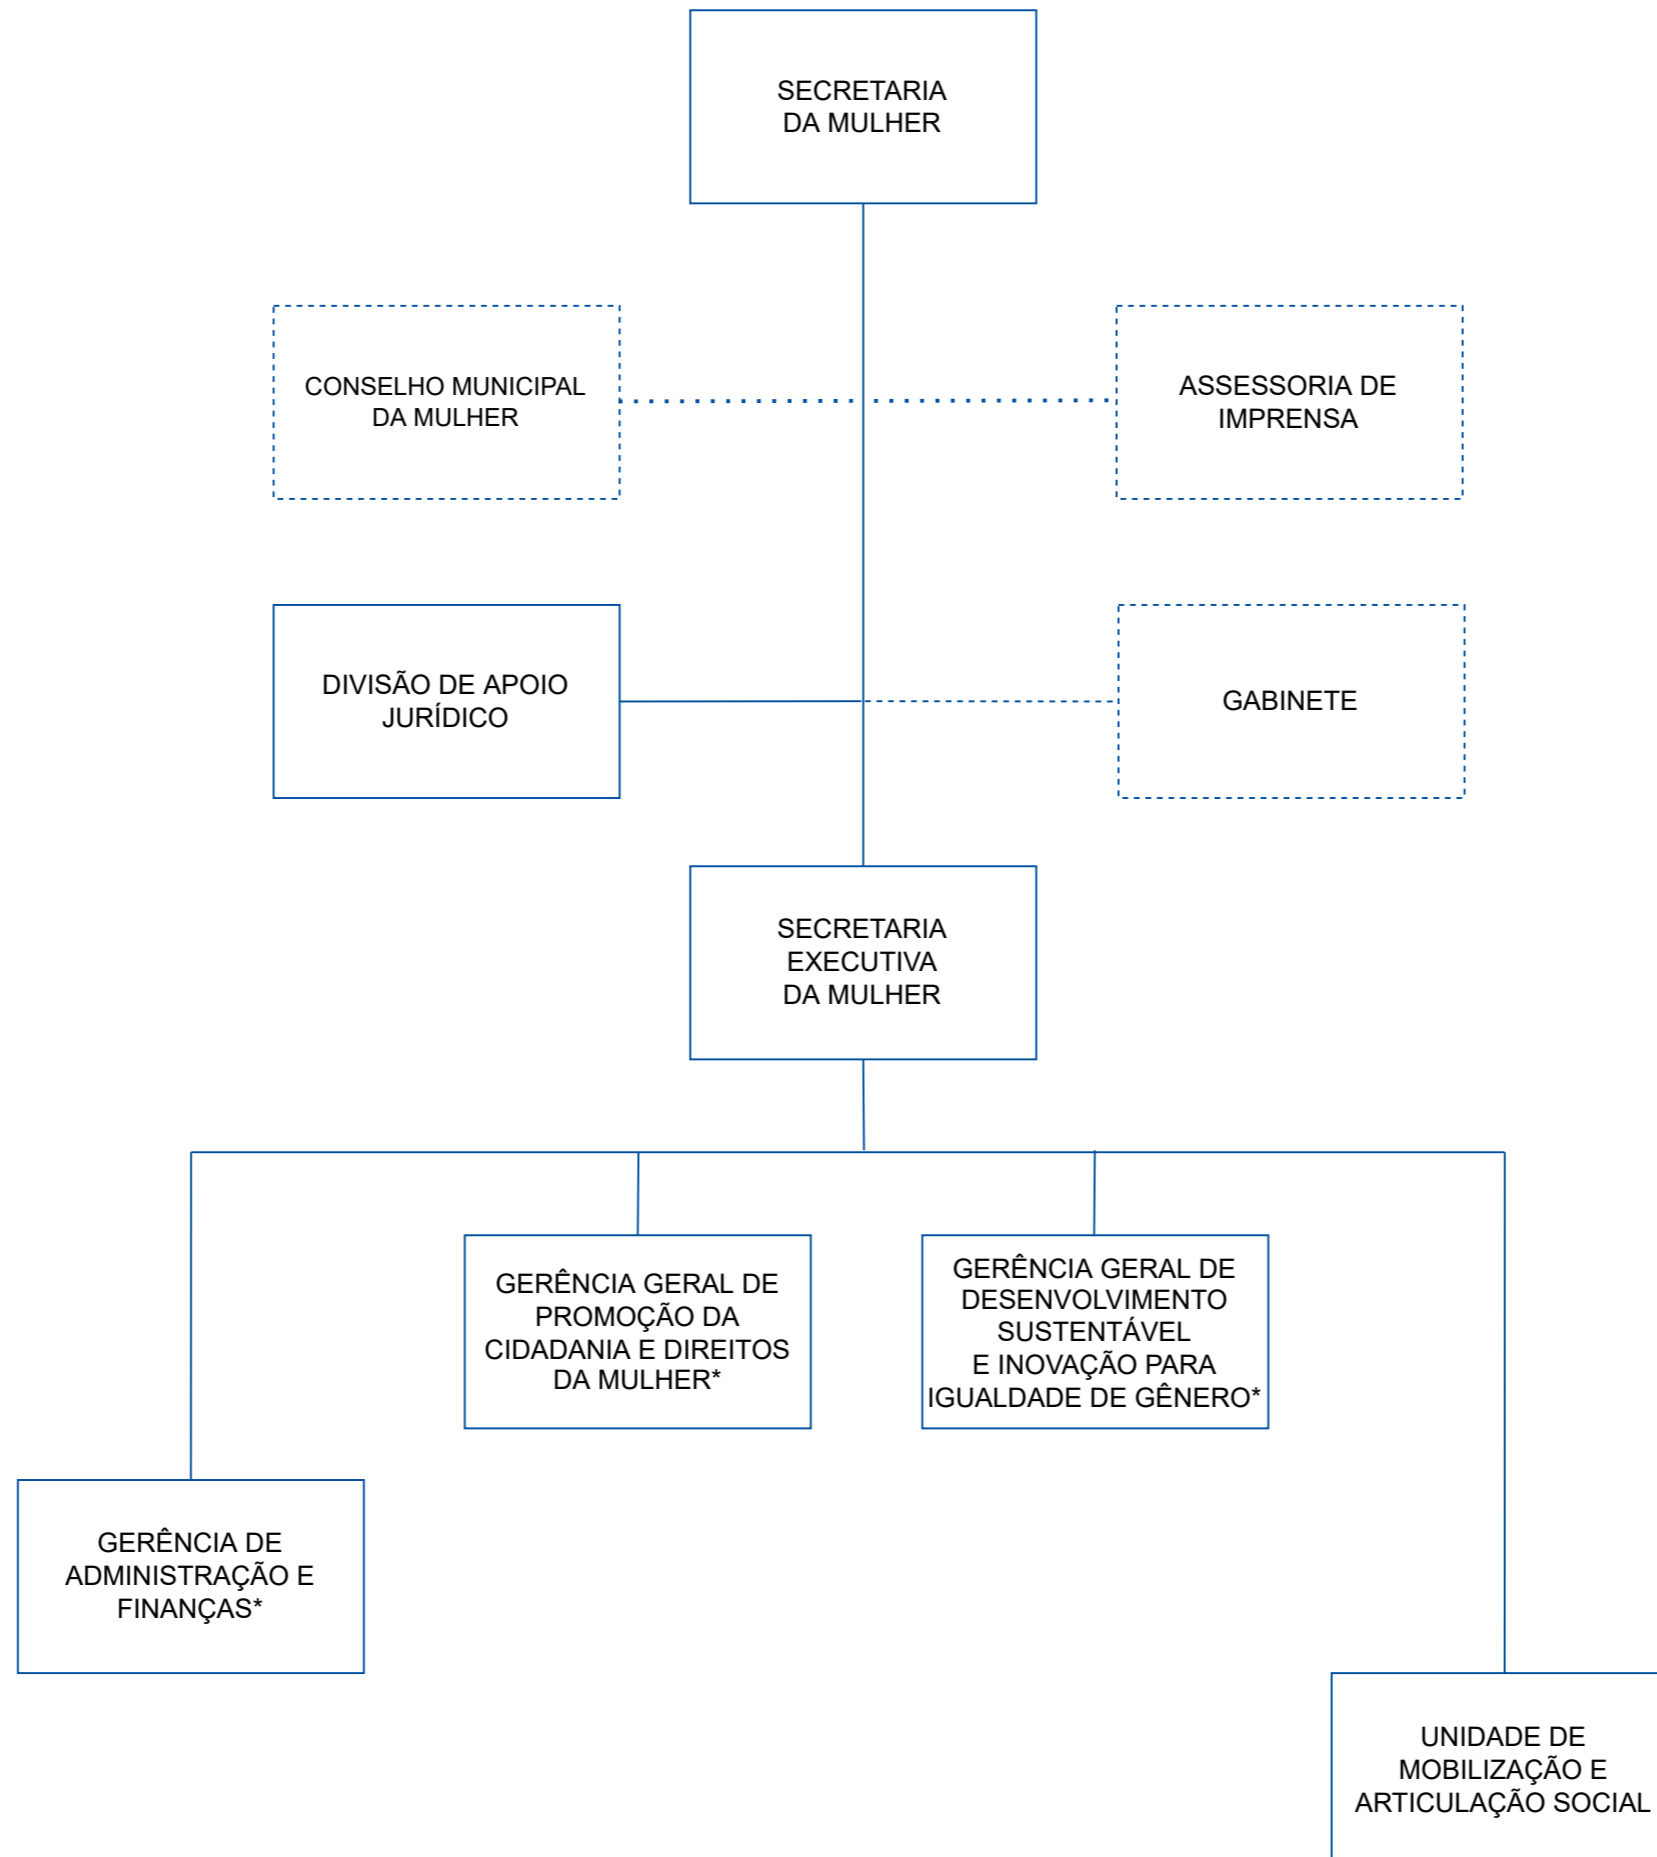 SECRETARIA
DA MULHER
CONSELHO MUNICIPAL
DA MULHER
ASSESSORIA DE
IMPRENSA
DIVISÃO DE APOIO
JURÍDICO
GABINETE
SECRETARIA
EXECUTIVA
DA MULHER
GERÊNCIA GERAL DE
PROMOÇÃO DA
CIDADANIA E DIREITOS
DA MULHER*
GERÊNCIA GERAL DE
DESENVOLVIMENTO
SUSTENTÁVEL
E INOVAÇÃO PARA
IGUALDADE DE GÊNERO*
GERÊNCIA DE
ADMINISTRAÇÃO E
FINANÇAS*
UNIDADE DE
MOBILIZAÇÃO E
ARTICULAÇÃO SOCIAL